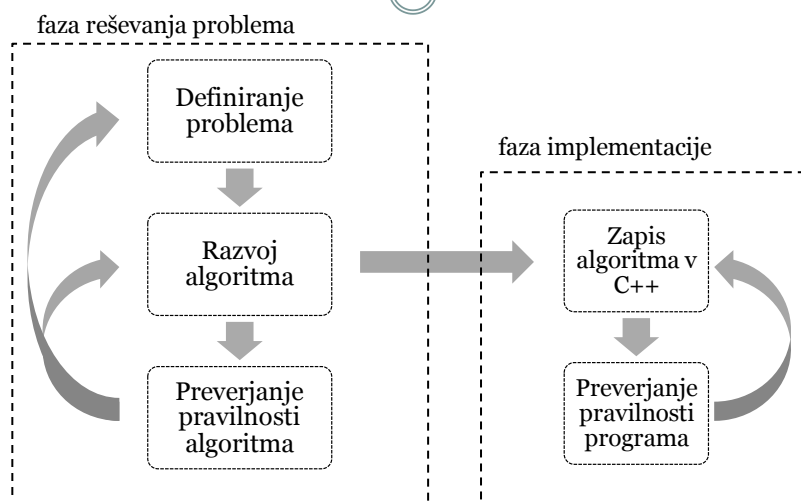 faza reševanja problema
Definiranje
problema
Razvoj
algoritma
Preverjanje
pravilnosti
algoritma
faza implementacije
Zapis
algoritma v
C++
Preverjanje
pravilnosti
programa